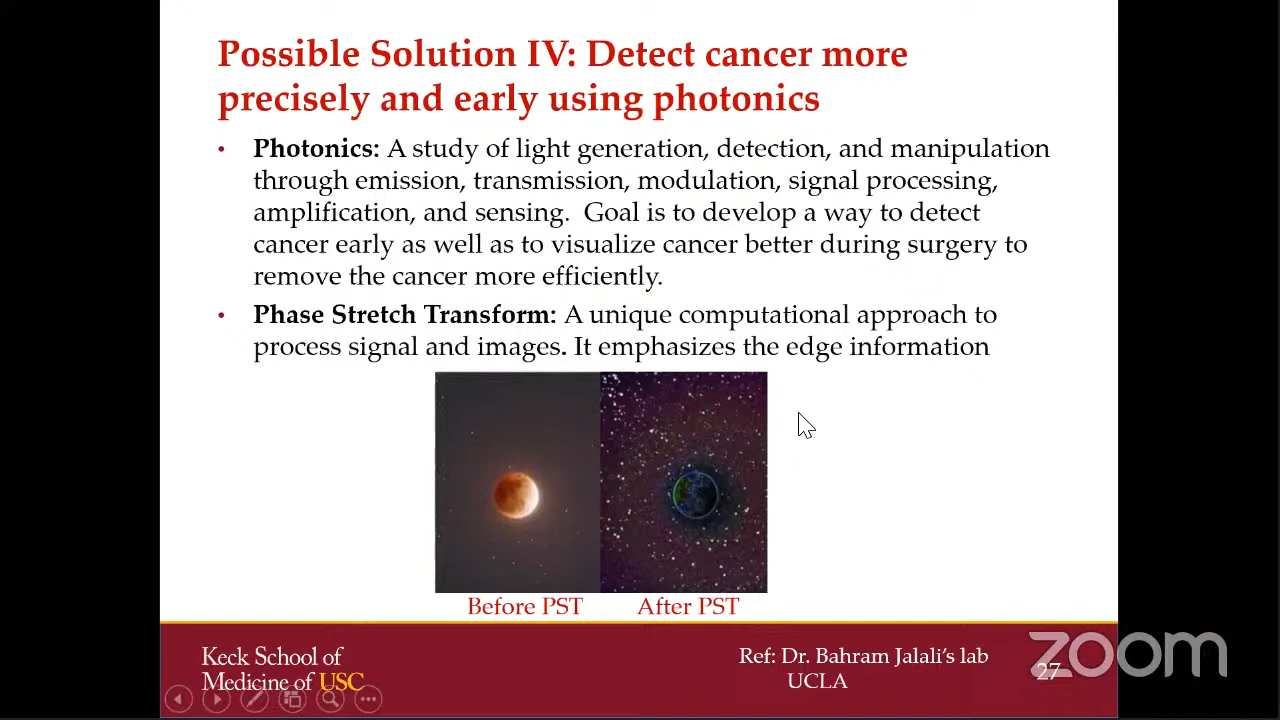 Possible Solution IV: Detect cancer more
precisely and early using photonics
• Photonics: A study of light generation, detection, and manipulation
through emission, transmission, modulation, signal processing,
amplification, and sensing.  Goal is to develop a way to detect
cancer early as well as to visualize cancer better during surgery to
remove the cancer more efficiently.
• Phase Stretch Transform: A unique computational approach to
process signal and images. It emphasizes the edge information
Before PST
After PST
Keck School of
Medicine of USC
Ref: Dr. Bahram Jalali's lab
UCLA
27
zoom